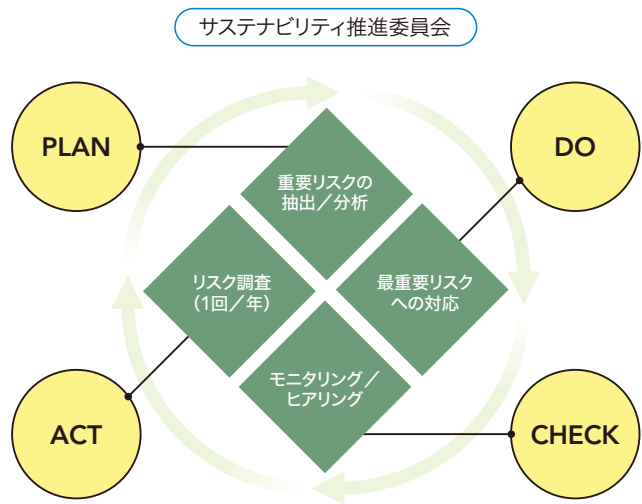 サステナビリティ推進委員会
PLAN
DO
重要リスクの
抽出／分析
リスク調査
（1回／年）
最重要リスク
への対応
モニタリング／
ヒアリング
ACT
CHECK